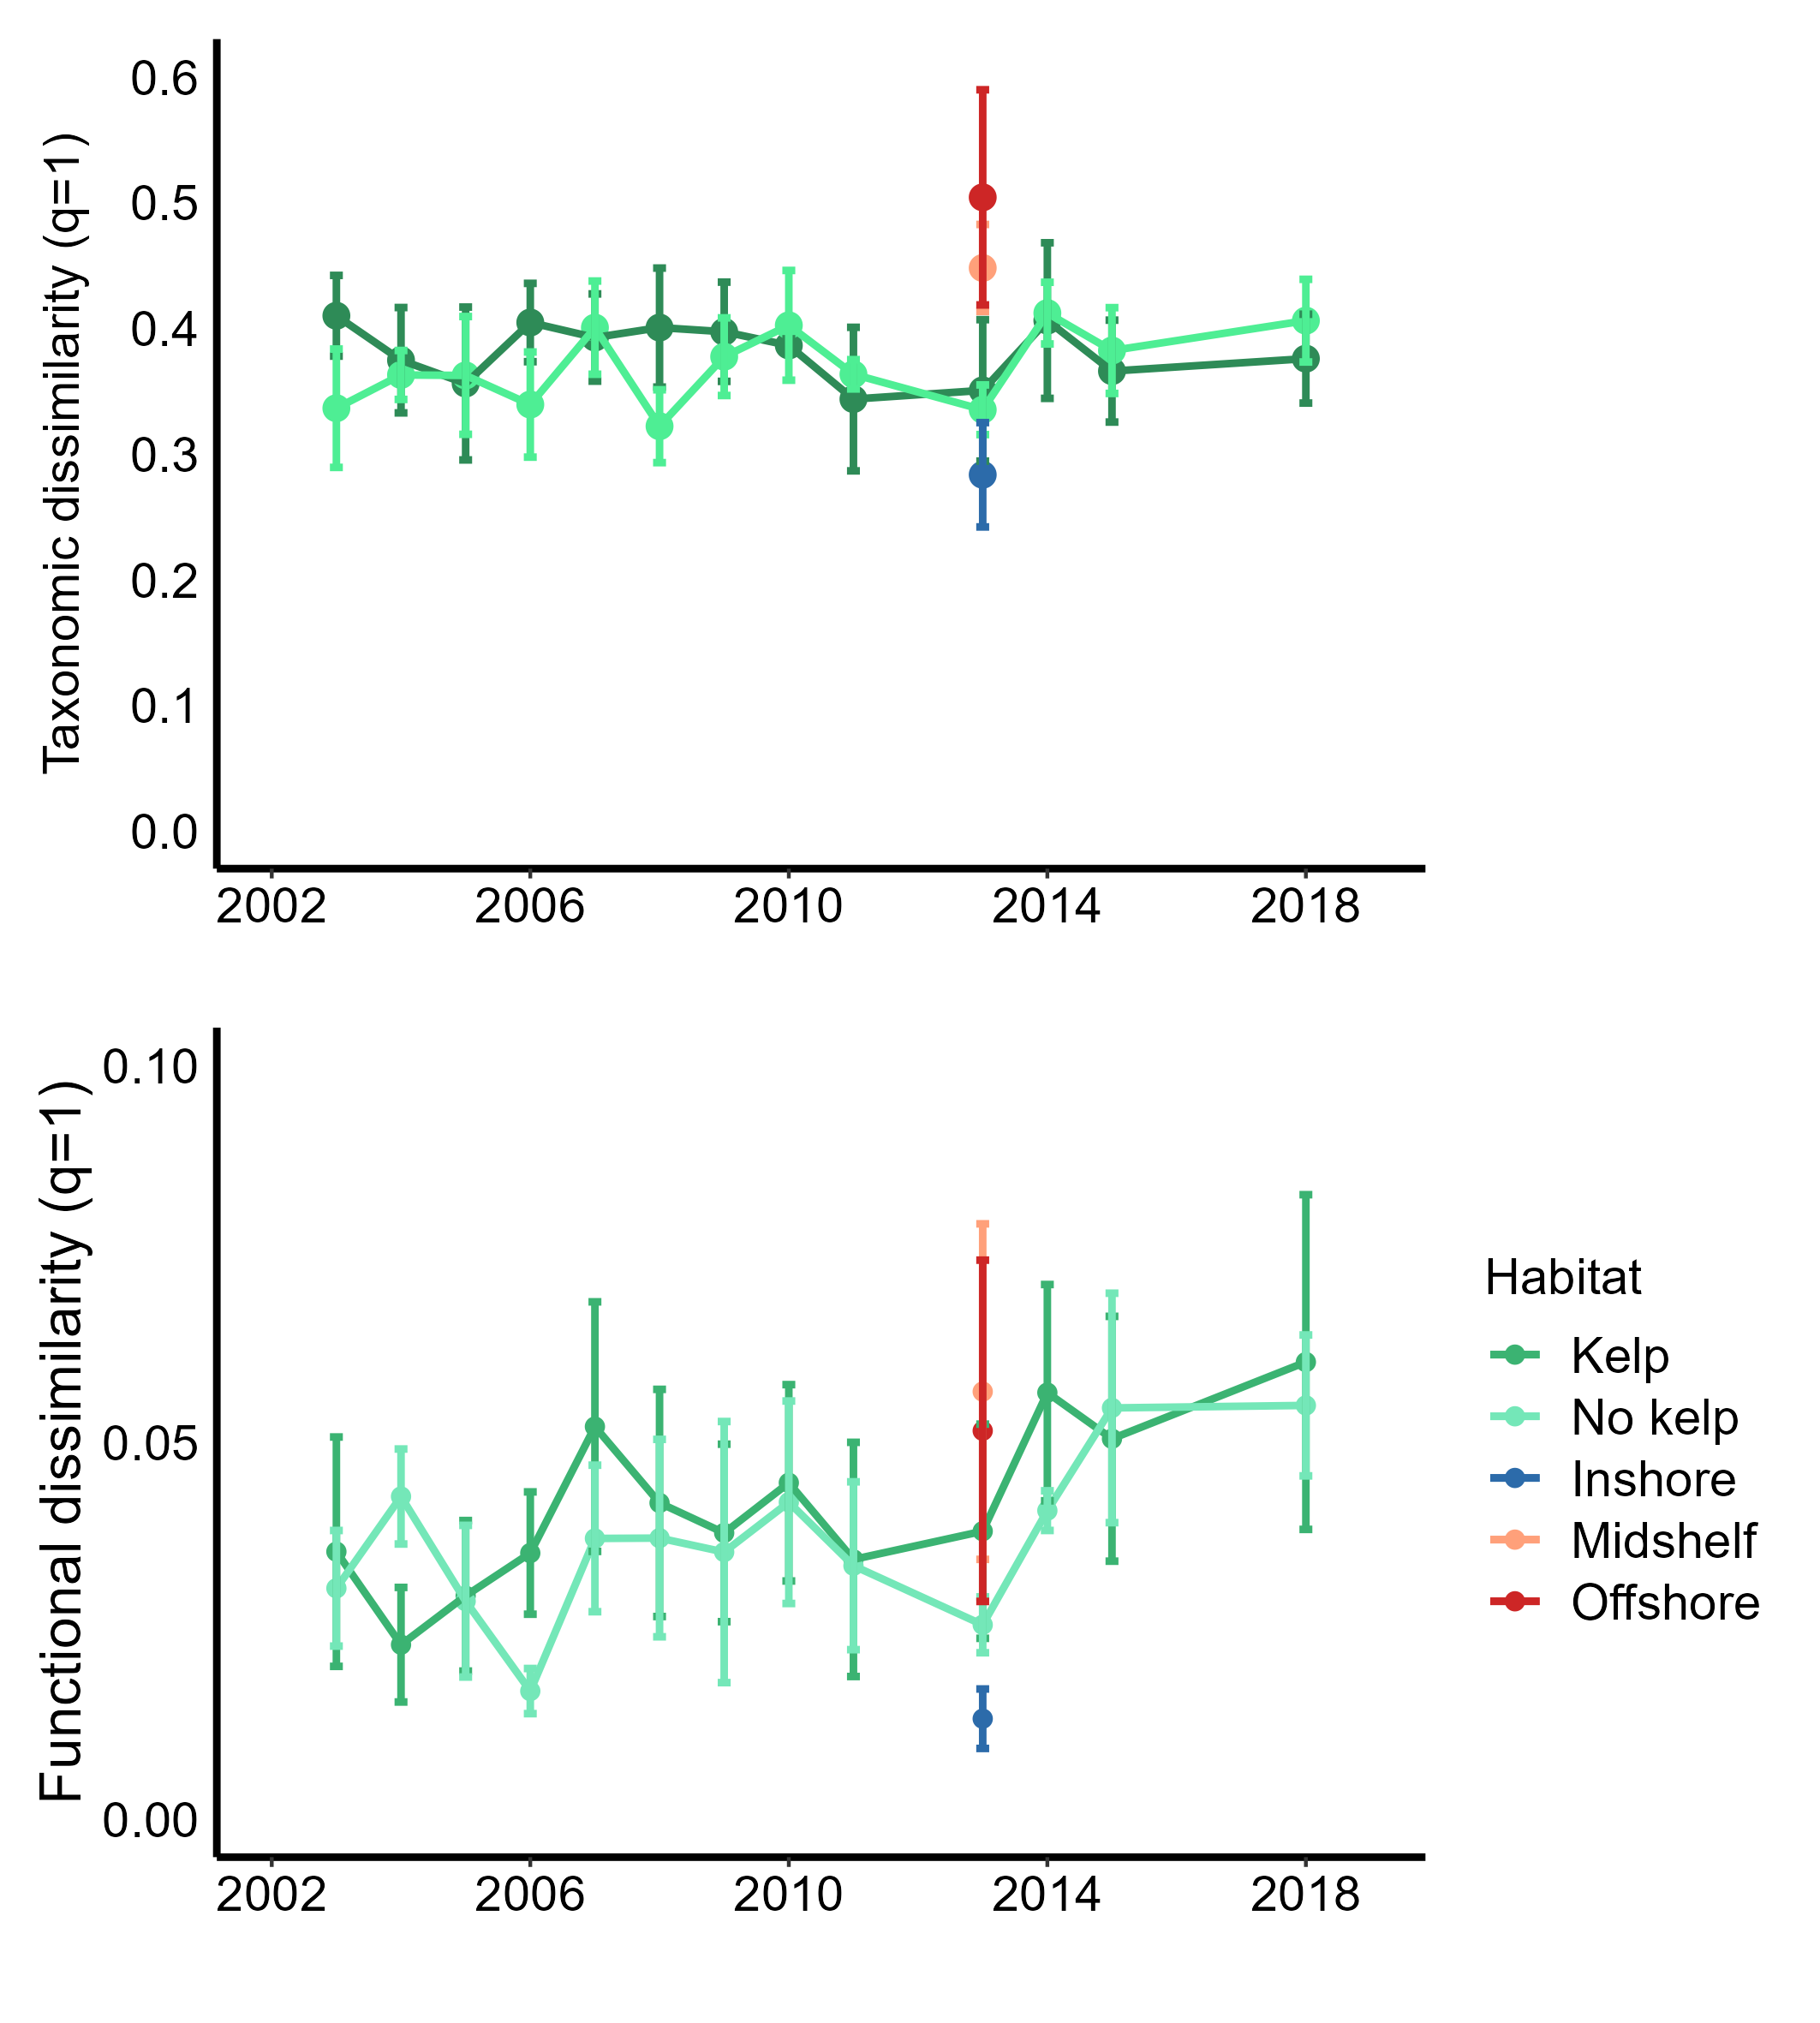 Taxonomic dissimilarity (q=1)
0.6
0.5
0.4
0.3
0.2
0.1
0.0
2002 2006 2010 2014 2018
Functional dissimilarity (q=1)
0.10
0.05
0.00
2002 2006 2010 2014 2018
Habitat
Kelp
No kelp
Inshore
Midshelf
Offshore